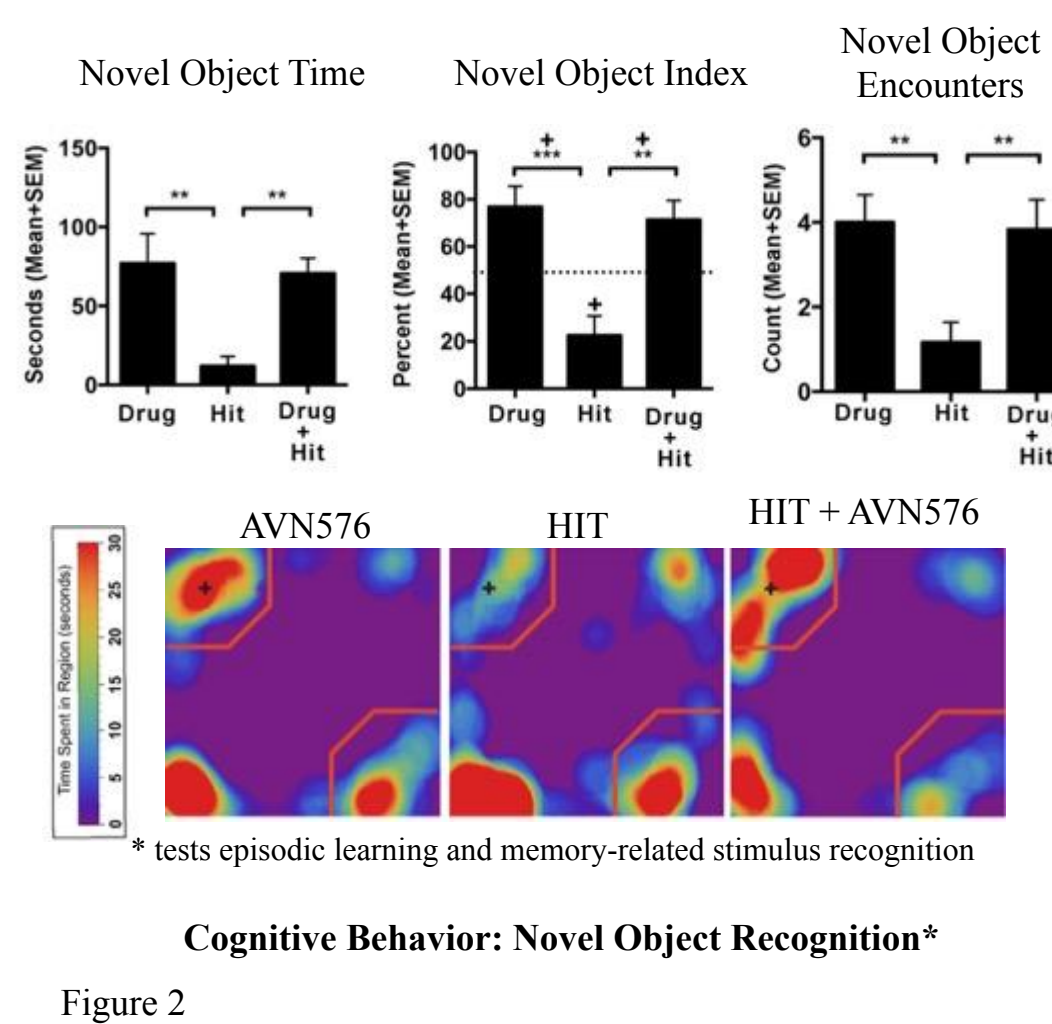 Novel Object Time
Novel Object Index
Novel Object
Encounters
Seconds (Mean+SEM)
150
100
50
0
**
**
Drug
Hit
Drug
+
Hit
Percent (Mean+SEM)
100
80
60
40
20
0
+
***
+
**
+
Drug
Hit
Drug
+
Hit
Count (Mean+SEM)
6
4
2
0
**
**
Drug
Hit
Drug
+
Hit
AVN576
HIT
HIT + AVN576
Time Spent in Region (seconds)
30
25
20
15
10
5
0
+
+
+
* tests episodic learning and memory-related stimulus recognition
Cognitive Behavior: Novel Object Recognition*
Figure 2